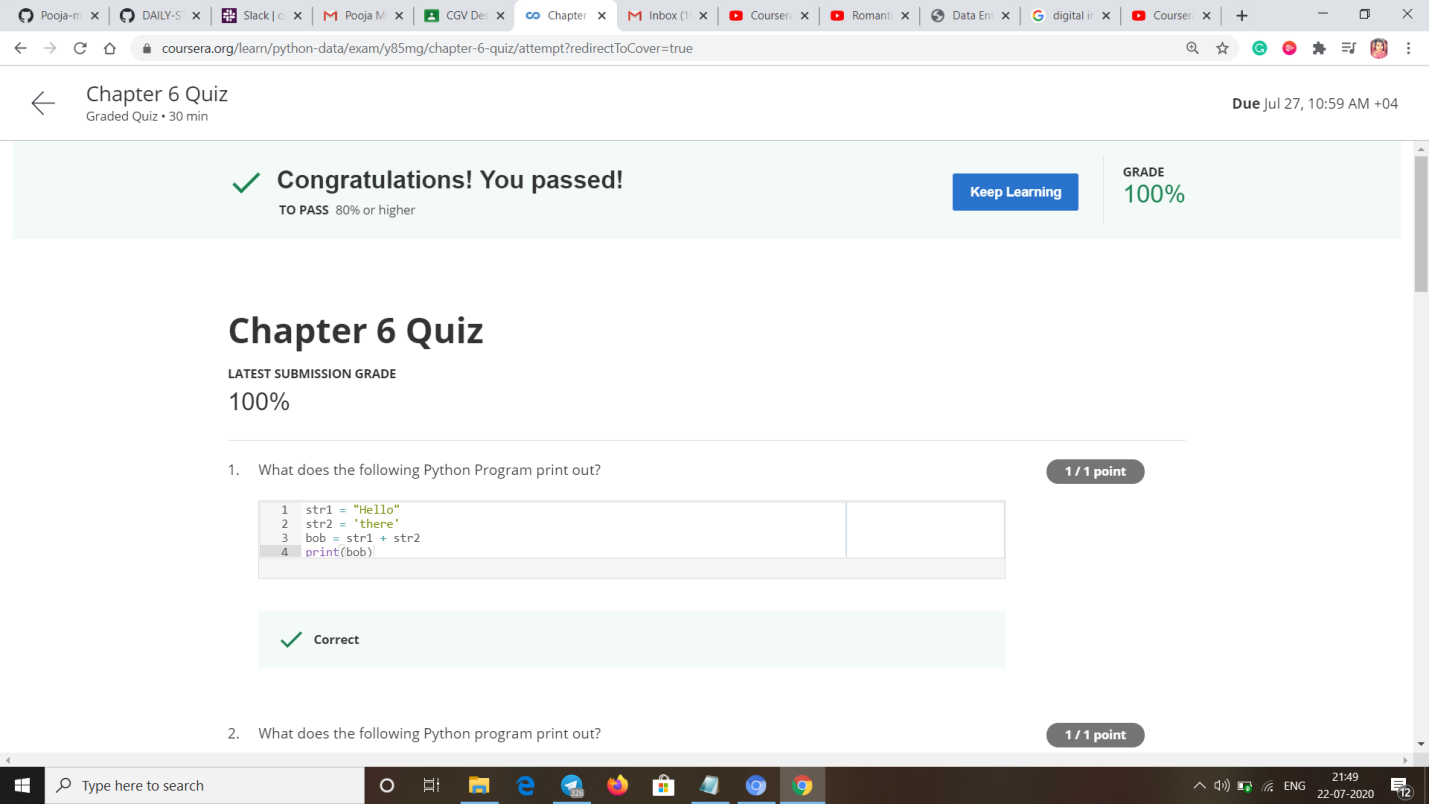 Pooja-m
DAILY-ST
Slack | c
Pooja M
CGV Des
Chapter
Inbox (1
Coursera
Romanti
Data Ent
digital i
Courser
coursera.org/learn/python-data/exam/y85mg/chapter-6-quiz/attempt?redirectToCover=true
Chapter 6 Quiz
Graded Quiz • 30 min
Due Jul 27, 10:59 AM +04
Congratulations! You passed!
TO PASS 80% or higher
Keep Learning
GRADE
100%
Chapter 6 Quiz
LATEST SUBMISSION GRADE
100%
1. What does the following Python Program print out?
1 / 1 point
1 str1 = "Hello"
2 str2 = 'there'
3 bob = str1 + str2
4 print(bob)
Correct
2. What does the following Python program print out?
1 / 1 point
Type here to search
326
ENG
21:49
22-07-2020
12